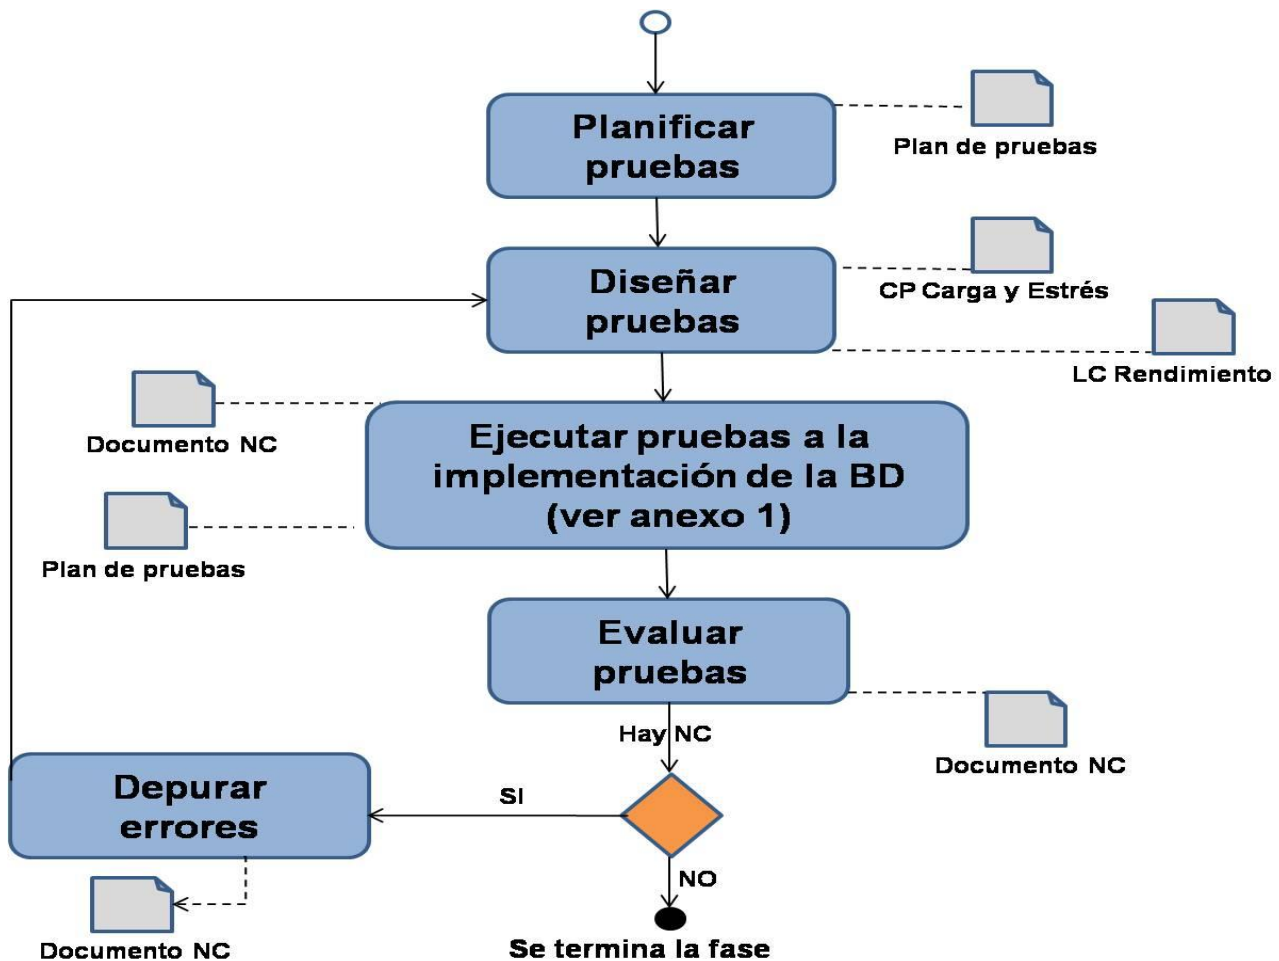 Planificar
pruebas
Plan de pruebas
Diseñar
pruebas
CP Carga y Estrés
LC Rendimiento
Documento NC
Ejecutar pruebas a la
implementación de la BD
(ver anexo 1)
Plan de pruebas
Evaluar
pruebas
Documento NC
Hay NC
SI
Depurar
errores
NO
Documento NC
Se termina la fase